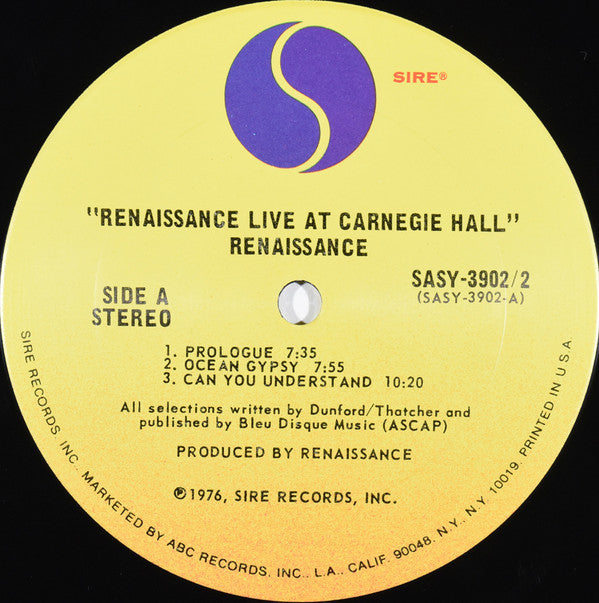 SIRE®
"RENAISSANCE LIVE AT CARNEGIE HALL"
RENAISSANCE
SIDE A
STEREO
SASY-3902/2
(SASY-3902-A)
1. PROLOGUE 7:35
2. OCEAN GYPSY 7:55
3. CAN YOU UNDERSTAND 10:20
All selections written by Dunford/Thatcher and
published by Bleu Disque Music (ASCAP)
PRODUCED BY RENAISSANCE
℗1976, SIRE RECORDS, INC.
SIRE RECORDS, INC.. MARKETED BY ABC RECORDS, INC.. L.A., CALIF. 90048. N.Y., N.Y. 10019. PRINTED IN U.S.A.